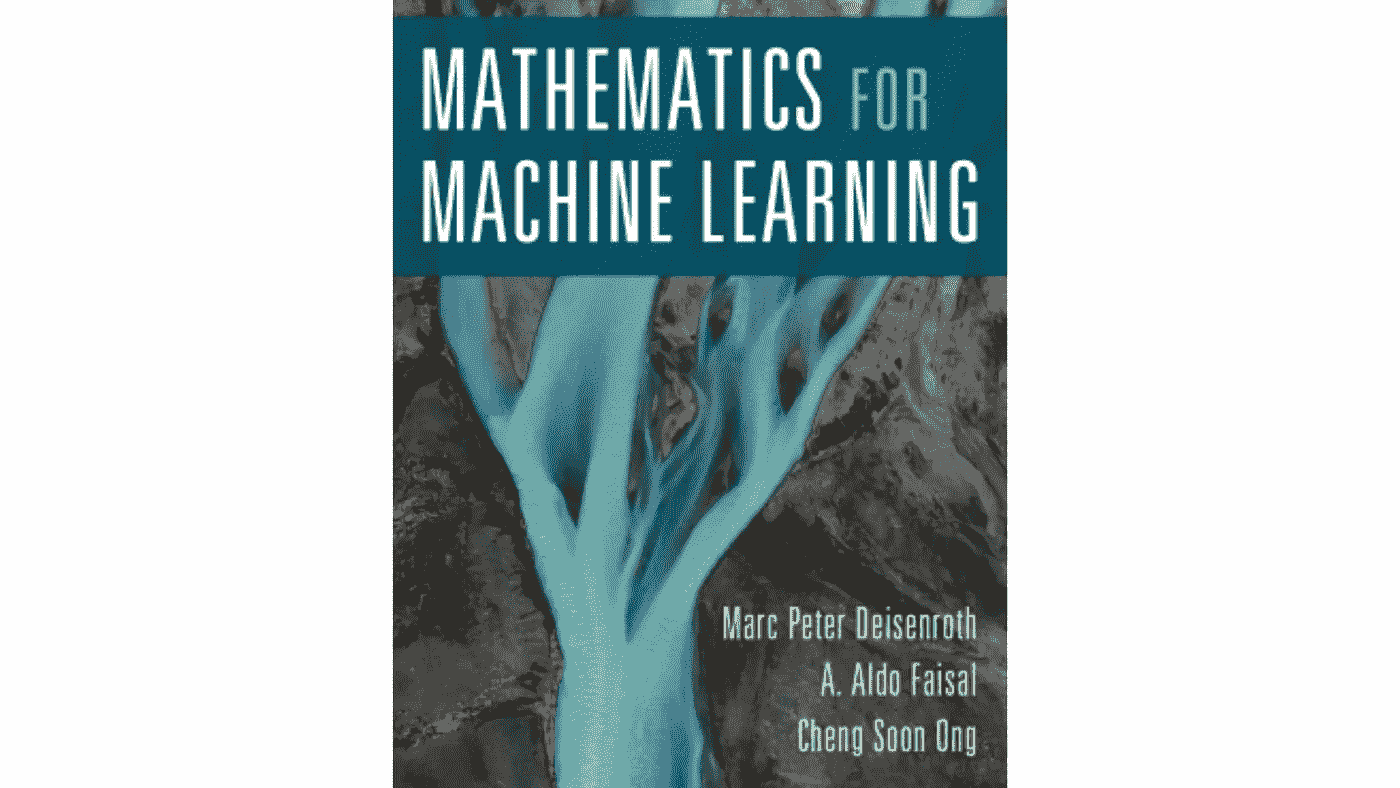 MATHEMATICS FOR
MACHINE LEARNING
Marc Peter Deisenroth
A. Aldo Faisal
Cheng Soon Ong